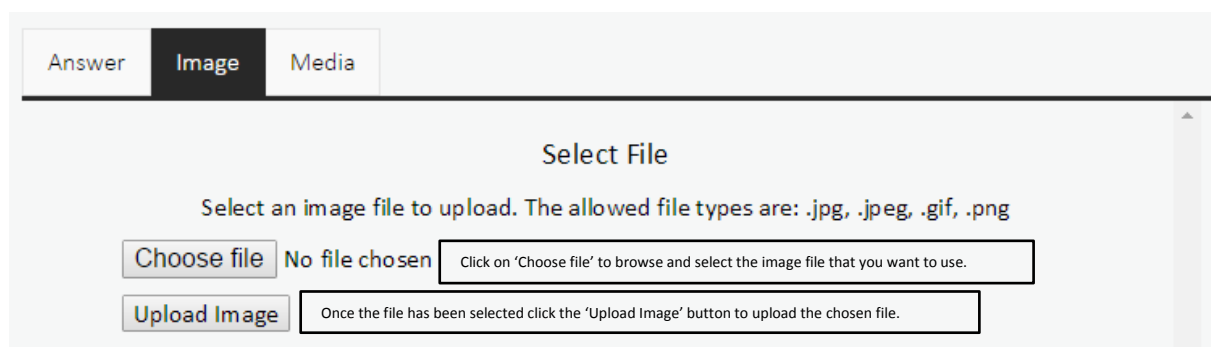 Answer Image Media
Select File
Select an image file to upload. The allowed file types are: .jpg, .jpeg, .gif, .png
Choose file No file chosen Click on ‘Choose file’ to browse and select the image file that you want to use.
Upload Image Once the file has been selected click the ‘Upload Image’ button to upload the chosen file.